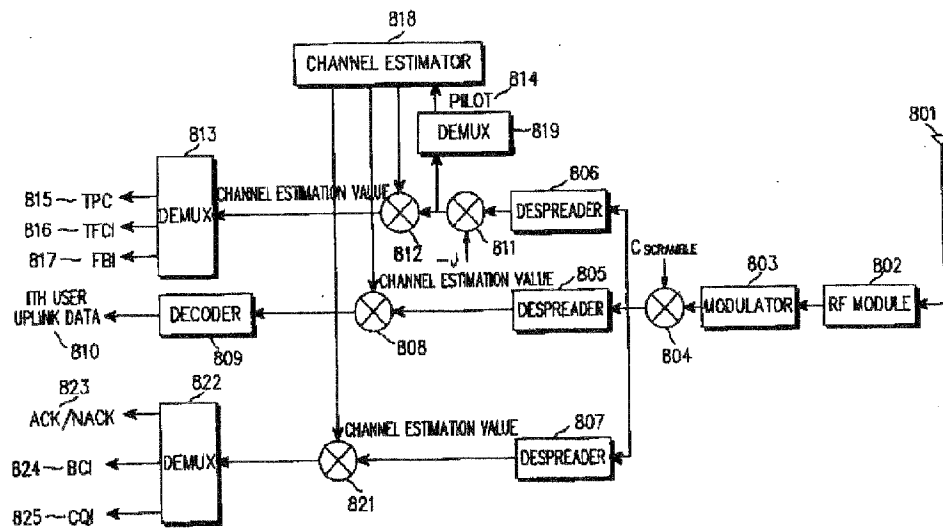 818
CHANNEL ESTIMATOR
814
PILOT
801
813
DEMUX
819
806
CHANNEL ESTIMATION VALUE
DESPREADER
815~TPC
DEMUX
816~TFCI
812
811
C SCRAMBLE
817~FBI
-J
805
803
802
CHANNEL ESTIMATION VALUE
ITH USER
UPLINK DATA
DECODER
DESPREADER
MODULATOR
RF MODULE
810
809
808
804
823
822
ACK/NACK
807
CHANNEL ESTIMATION VALUE
824~BCI
DEMUX
DESPREADER
821
825~CQI